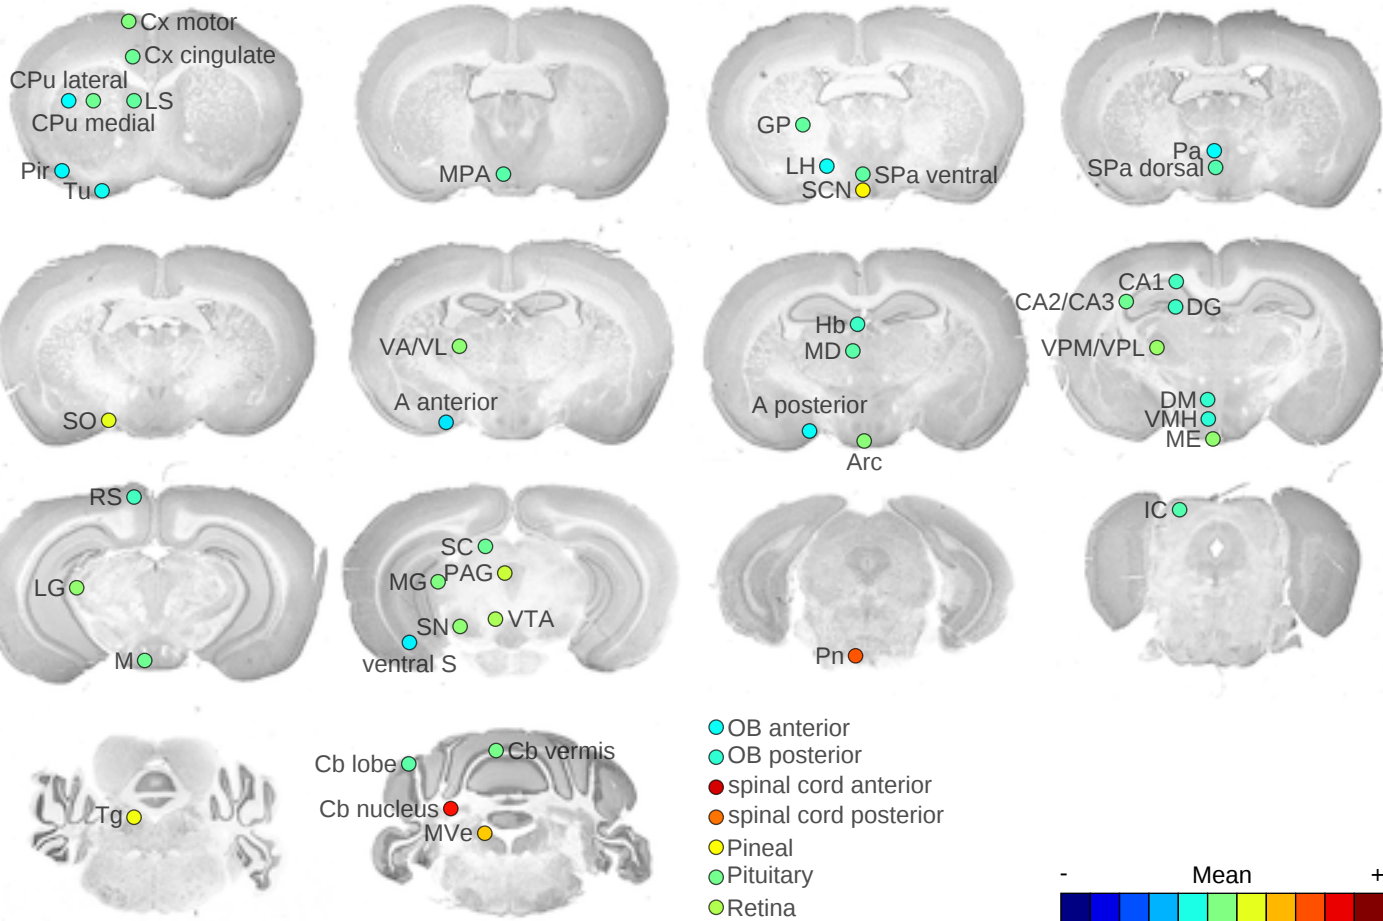 Cx motor
Cx cingulate
CPu lateral
LS
CPu medial
Pir
Tu
MPA
GP
LH
SPa ventral
SCN
Pa
SPa dorsal
SO
VA/VL
A anterior
Hb
MD
A posterior
Arc
CA1
CA2/CA3
DG
VPM/VPL
DM
VMH
ME
RS
LG
M
SC
PAG
MG
VTA
SN
ventral S
Pn
IC
Tg
Cb vermis
Cb lobe
Cb nucleus
MVe
OB anterior
OB posterior
spinal cord anterior
spinal cord posterior
Pineal
Pituitary
Retina
- Mean +